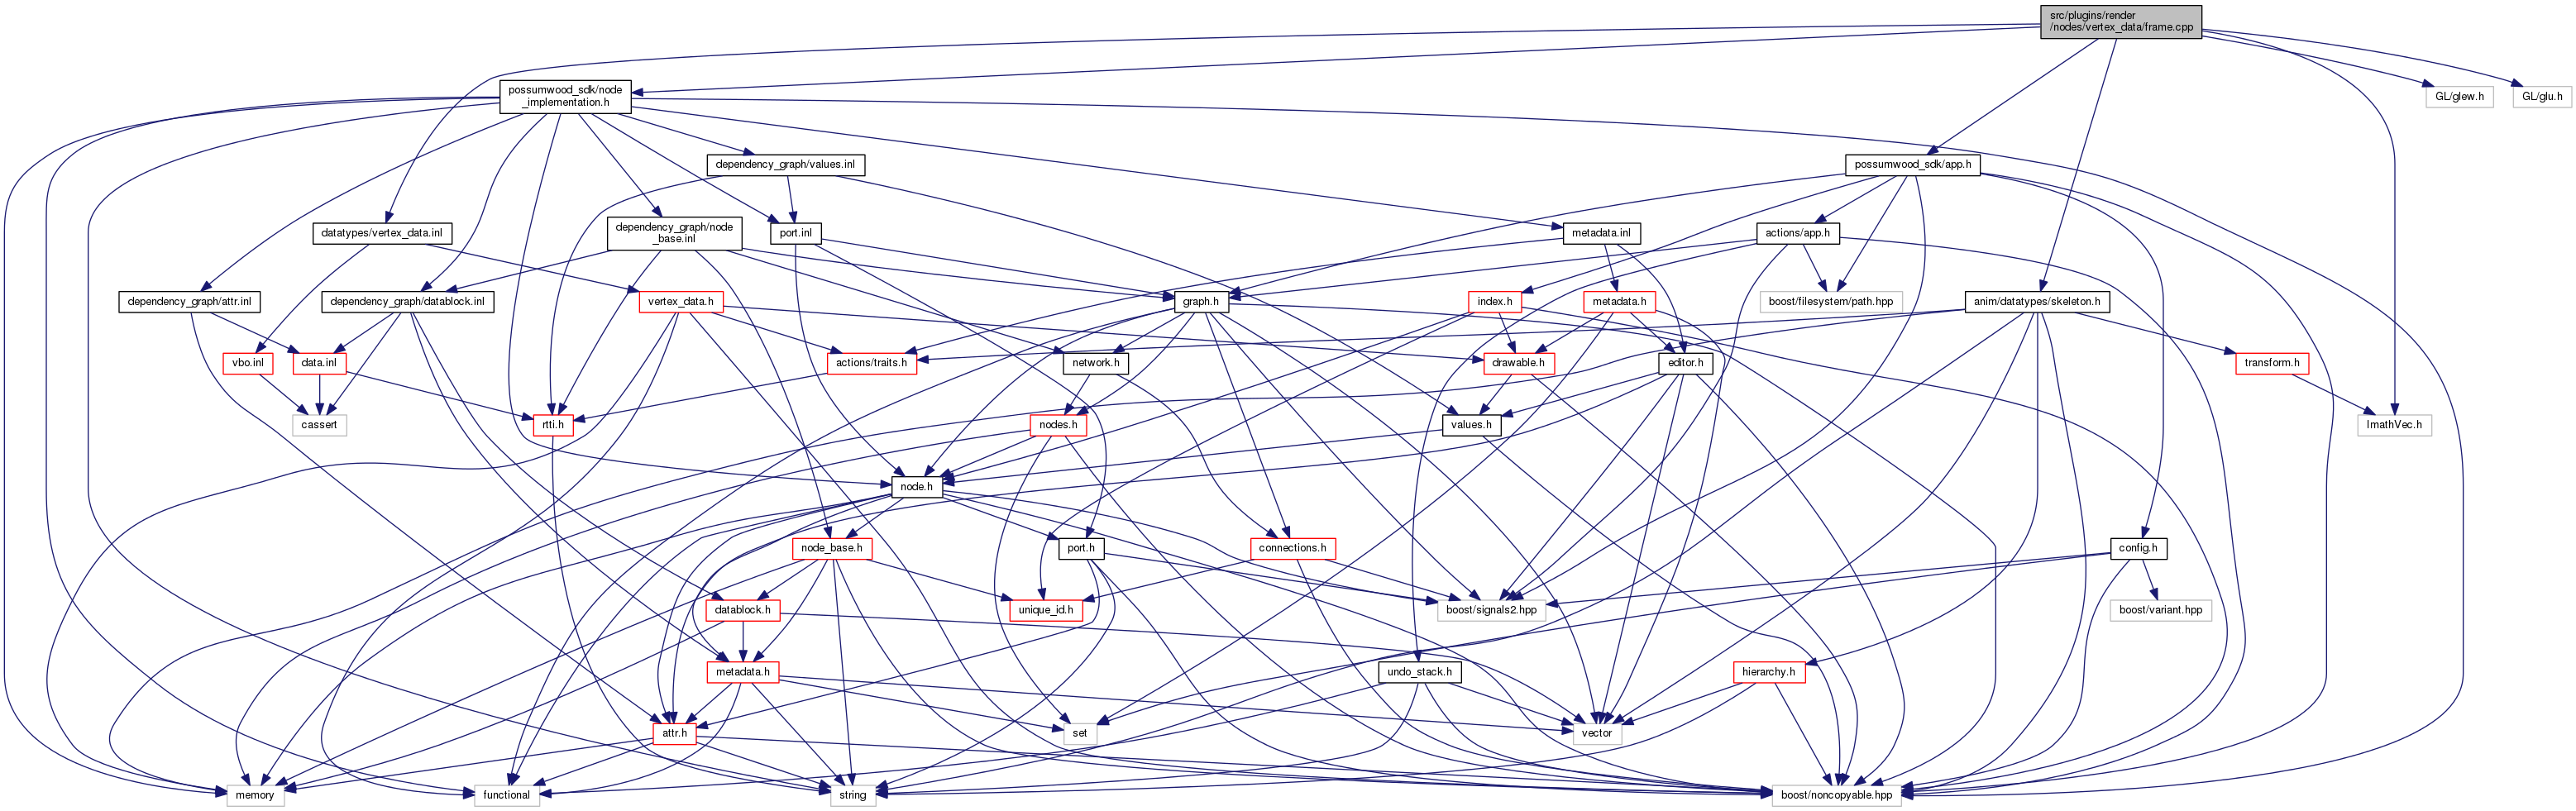 src/plugins/render
/nodes/vertex_data/frame.cpp
possumwood_sdk/node
_implementation.h
GL/glew.h
GL/glu.h
dependency_graph/values.inl
possumwood_sdk/app.h
datatypes/vertex_data.inl
dependency_graph/node
_base.inl
port.inl
metadata.inl
actions/app.h
dependency_graph/attr.inl
dependency_graph/datablock.inl
vertex_data.h
graph.h
index.h
metadata.h
boost/filesystem/path.hpp
anim/datatypes/skeleton.h
vbo.inl
data.inl
actions/traits.h
network.h
drawable.h
editor.h
transform.h
cassert
rtti.h
nodes.h
values.h
ImathVec.h
node.h
node_base.h
port.h
connections.h
config.h
datablock.h
unique_id.h
boost/signals2.hpp
boost/variant.hpp
metadata.h
undo_stack.h
hierarchy.h
attr.h
set
vector
memory
functional
string
boost/noncopyable.hpp